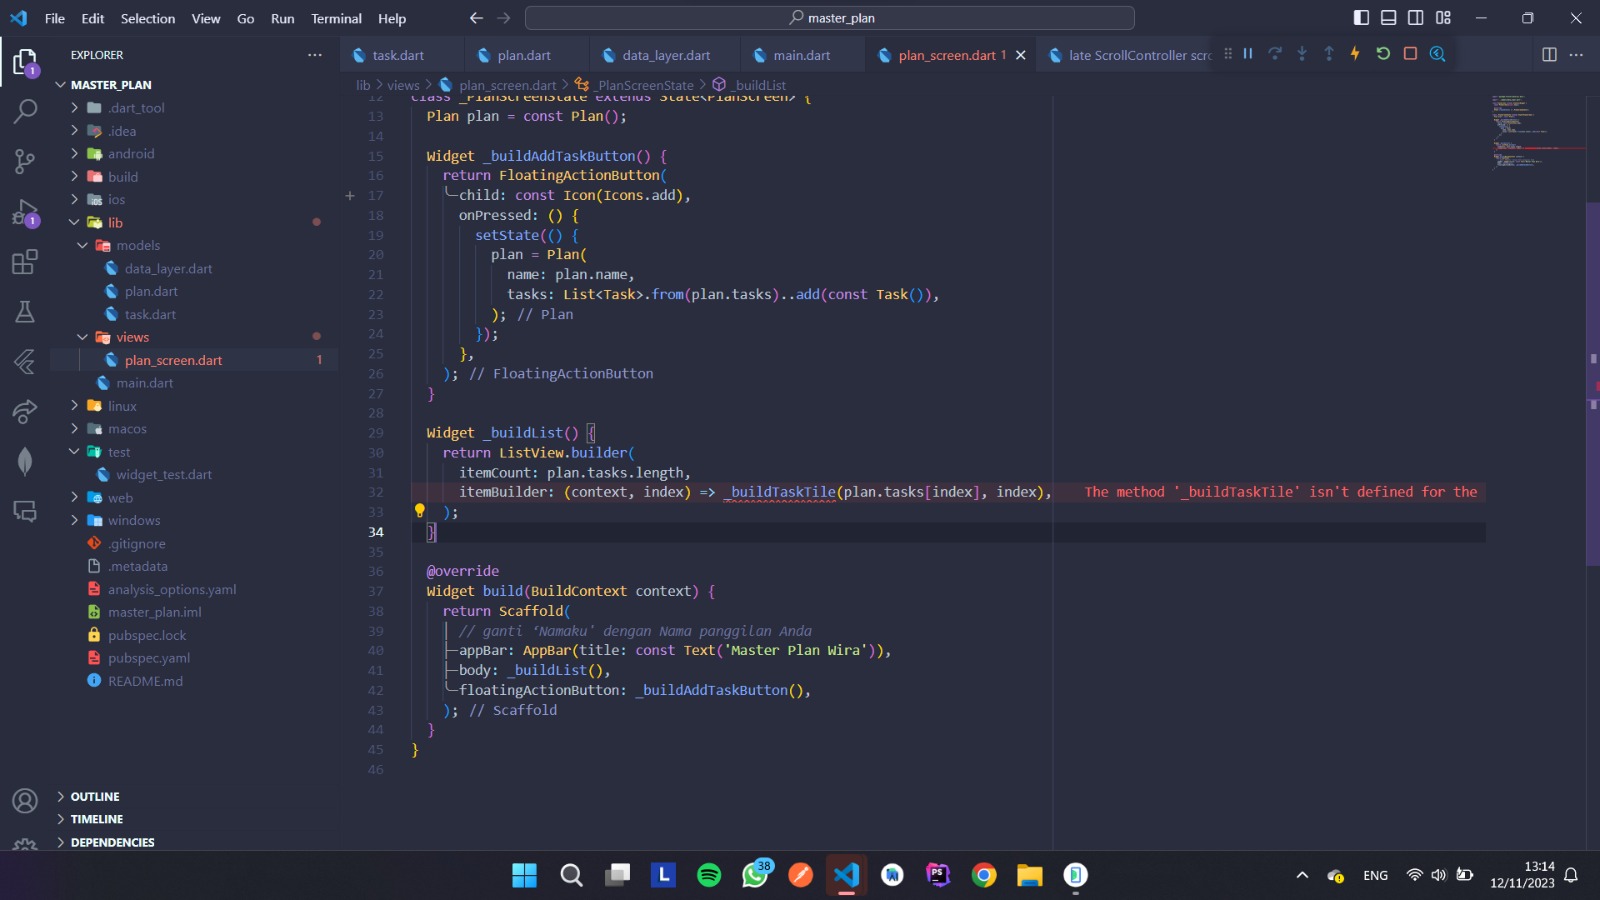 File Edit Selection View Go Run Terminal Help
master_plan
EXPLORER
task.dart
plan.dart
data_layer.dart
main.dart
plan_screen.dart 1
late ScrollController scro
lib > views > plan_screen.dart > _PlanScreenState > _buildList
MASTER_PLAN
.dart_tool
.idea
android
build
ios
lib
models
data_layer.dart
plan.dart
task.dart
views
plan_screen.dart 1
main.dart
linux
macos
test
widget_test.dart
web
windows
.gitignore
.metadata
analysis_options.yaml
master_plan.iml
pubspec.lock
pubspec.yaml
README.md
OUTLINE
TIMELINE
DEPENDENCIES
1
1
12 class _PlanScreenState extends State<PlanScreen> {
13 Plan plan = const Plan();
14
15 Widget _buildAddTaskButton() {
16 return FloatingActionButton(
17 child: const Icon(Icons.add),
18 onPressed: () {
19 setState(() {
20 plan = Plan(
21 name: plan.name,
22 tasks: List<Task>.from(plan.tasks)..add(const Task()),
23 ); // Plan
24 });
25 },
26 ); // FloatingActionButton
27 }
28
29 Widget _buildList() {
30 return ListView.builder(
31 itemCount: plan.tasks.length,
32 itemBuilder: (context, index) => _buildTaskTile(plan.tasks[index], index), The method '_buildTaskTile' isn't defined for the
33 );
34 }
35
36 @override
37 Widget build(BuildContext context) {
38 return Scaffold(
39 // ganti ‘Namaku' dengan Nama panggilan Anda
40 appBar: AppBar(title: const Text('Master Plan Wira')),
41 body: _buildList(),
42 floatingActionButton: _buildAddTaskButton(),
43 ); // Scaffold
44 }
45 }
46
L
38
PS
ENG
13:14
12/11/2023